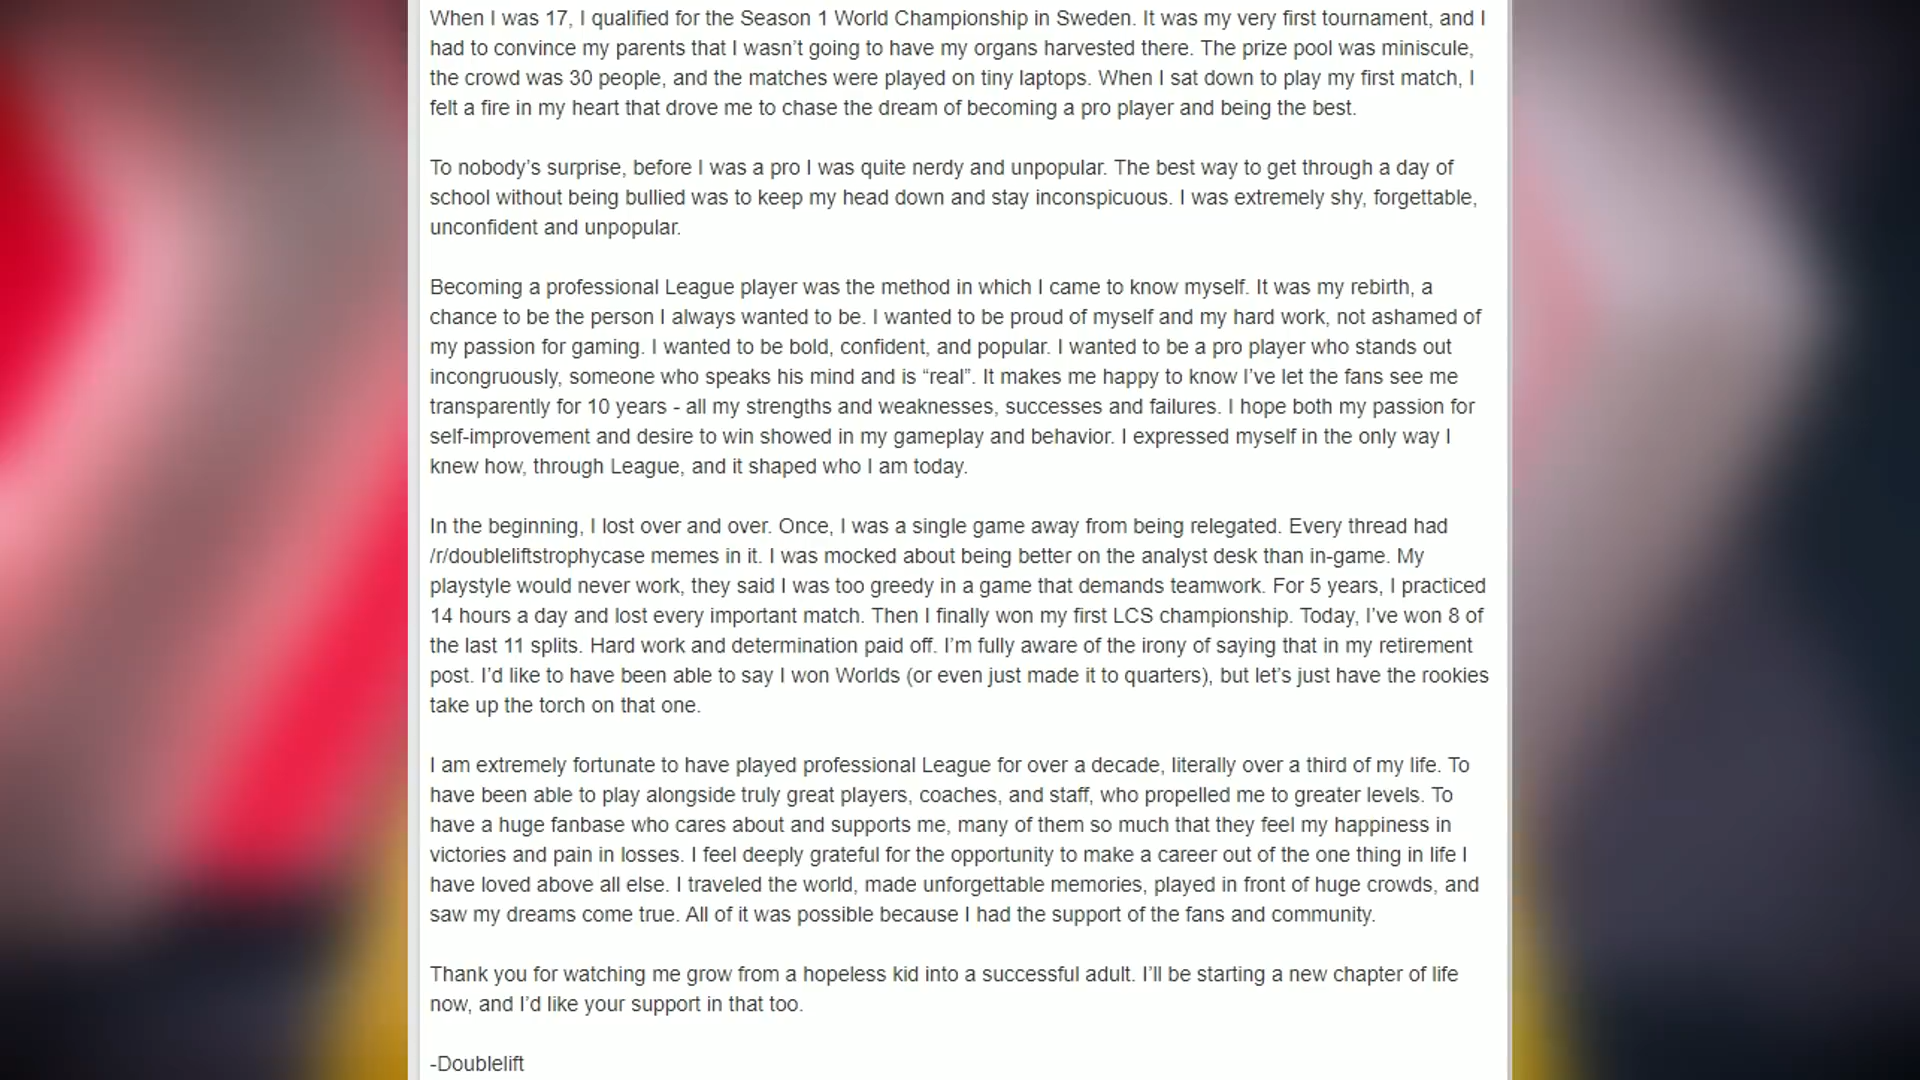 When I was 17, I qualified for the Season 1 World Championship in Sweden. It was my very first tournament, and I
had to convince my parents that I wasn’t going to have my organs harvested there. The prize pool was miniscule,
the crowd was 30 people, and the matches were played on tiny laptops. When I sat down to play my first match, I
felt a fire in my heart that drove me to chase the dream of becoming a pro player and being the best.
To nobody’s surprise, before I was a pro I was quite nerdy and unpopular. The best way to get through a day of
school without being bullied was to keep my head down and stay inconspicuous. I was extremely shy, forgettable,
unconfident and unpopular.
Becoming a professional League player was the method in which I came to know myself. It was my rebirth, a
chance to be the person I always wanted to be. I wanted to be proud of myself and my hard work, not ashamed of
my passion for gaming. I wanted to be bold, confident, and popular. I wanted to be a pro player who stands out
incongruously, someone who speaks his mind and is “real”. It makes me happy to know I’ve let the fans see me
transparently for 10 years - all my strengths and weaknesses, successes and failures. I hope both my passion for
self-improvement and desire to win showed in my gameplay and behavior. I expressed myself in the only way I
knew how, through League, and it shaped who I am today.
In the beginning, I lost over and over. Once, I was a single game away from being relegated. Every thread had
/r/doubleliftstrophycase memes in it. I was mocked about being better on the analyst desk than in-game. My
playstyle would never work, they said I was too greedy in a game that demands teamwork. For 5 years, I practiced
14 hours a day and lost every important match. Then I finally won my first LCS championship. Today, I’ve won 8 of
the last 11 splits. Hard work and determination paid off. I’m fully aware of the irony of saying that in my retirement
post. I’d like to have been able to say I won Worlds (or even just made it to quarters), but let’s just have the rookies
take up the torch on that one.
I am extremely fortunate to have played professional League for over a decade, literally over a third of my life. To
have been able to play alongside truly great players, coaches, and staff, who propelled me to greater levels. To
have a huge fanbase who cares about and supports me, many of them so much that they feel my happiness in
victories and pain in losses. I feel deeply grateful for the opportunity to make a career out of the one thing in life I
have loved above all else. I traveled the world, made unforgettable memories, played in front of huge crowds, and
saw my dreams come true. All of it was possible because I had the support of the fans and community.
Thank you for watching me grow from a hopeless kid into a successful adult. I’ll be starting a new chapter of life
now, and I’d like your support in that too.
-Doublelift